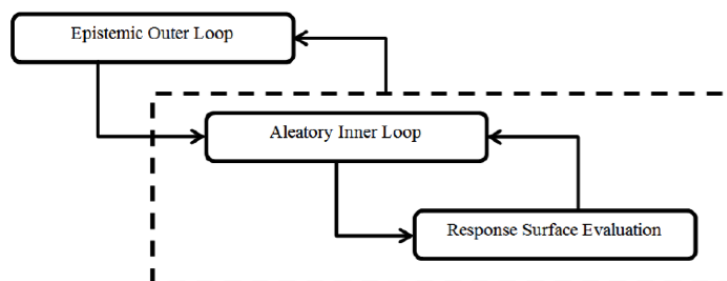 Epistemic Outer Loop
Aleatory Inner Loop
Response Surface Evaluation